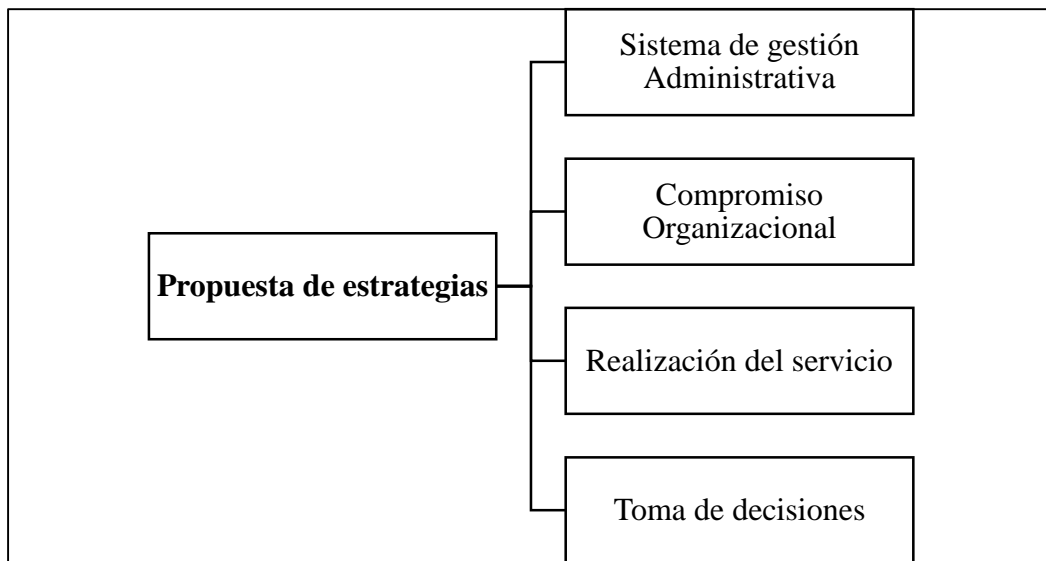 Sistema de gestión
Administrativa
Compromiso
Organizacional
Propuesta de estrategias
Realización del servicio
Toma de decisiones